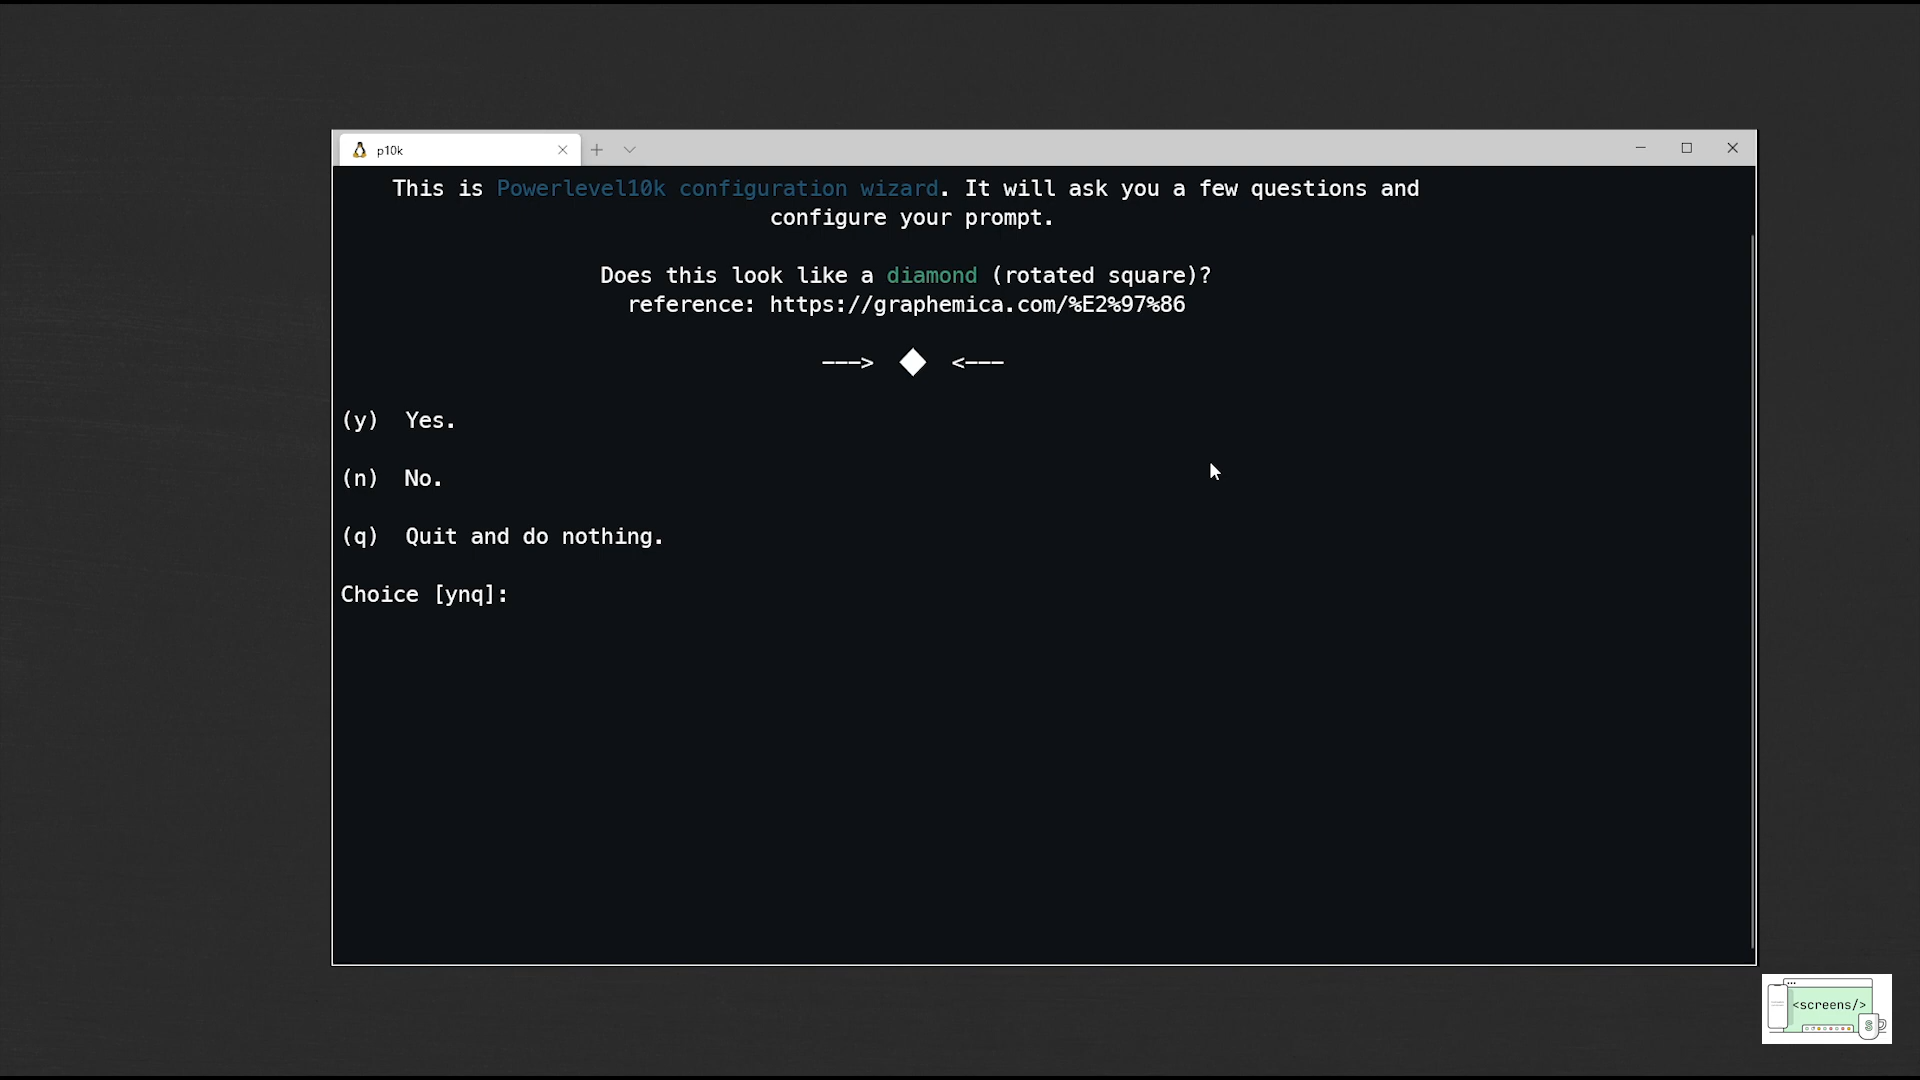 p10k
This is Powerlevel10k configuration wizard. It will ask you a few questions and
configure your prompt.
Does this look like a diamond (rotated square)?
reference: https://graphemica.com/%E2%97%86
---> ◆ <---
(y) Yes.
(n) No.
(q) Quit and do nothing.
Choice [ynq]:
<screens/>
S